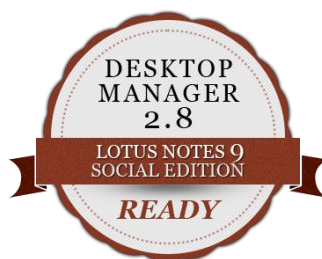 DESKTOP
MANAGER
2.8
LOTUS NOTES 9
SOCIAL EDITION
READY